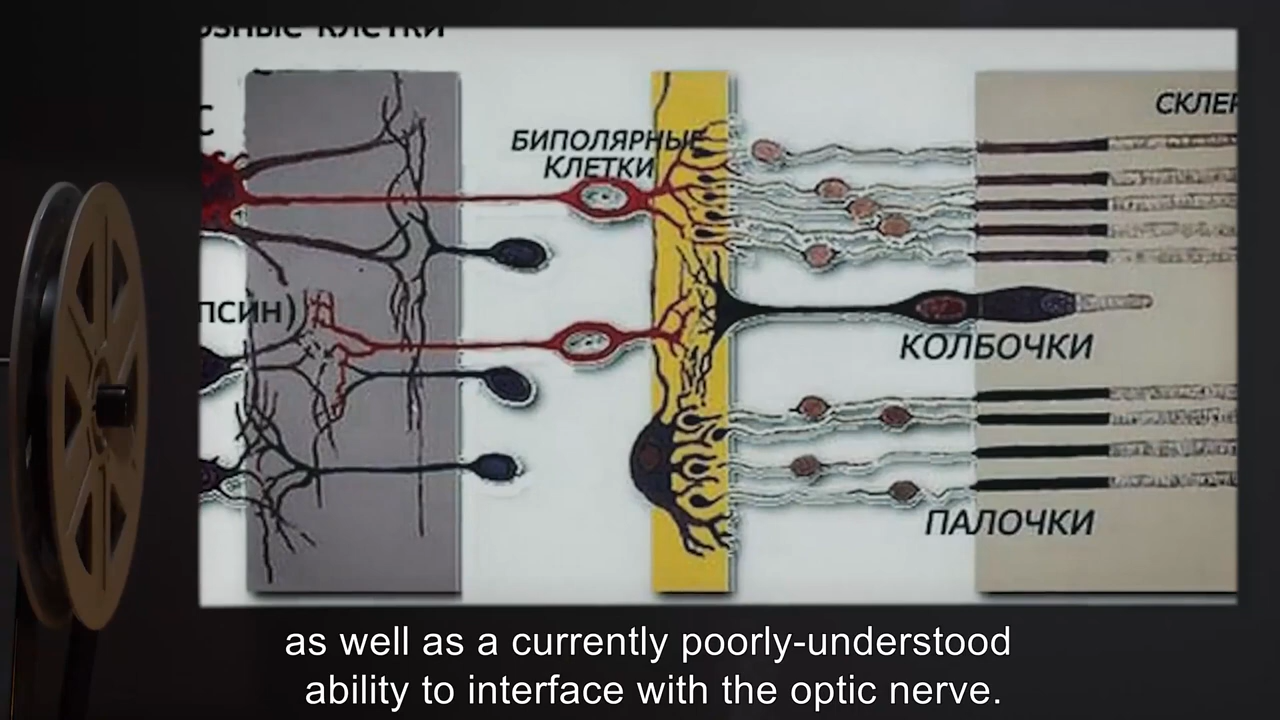 БИПОЛЯРНЫЕ
КЛЕТКИ
КОЛБОЧКИ
ПАЛОЧКИ
as well as a currently poorly-understood
ability to interface with the optic nerve.